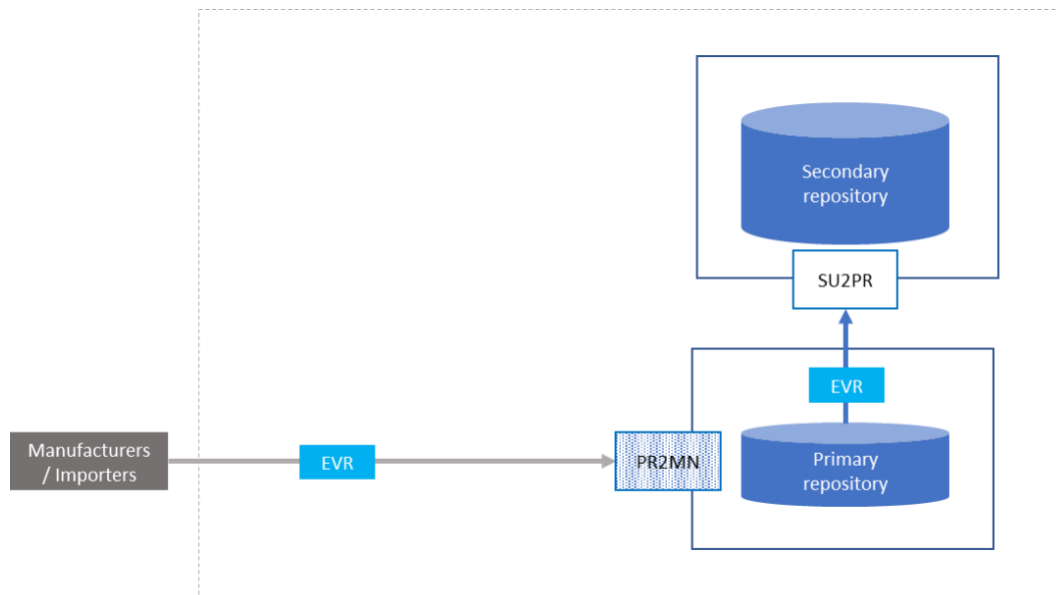 Secondary
repository
SU2PR
EVR
Manufacturers
/ Importers
EVR
PR2MN
Primary
repository